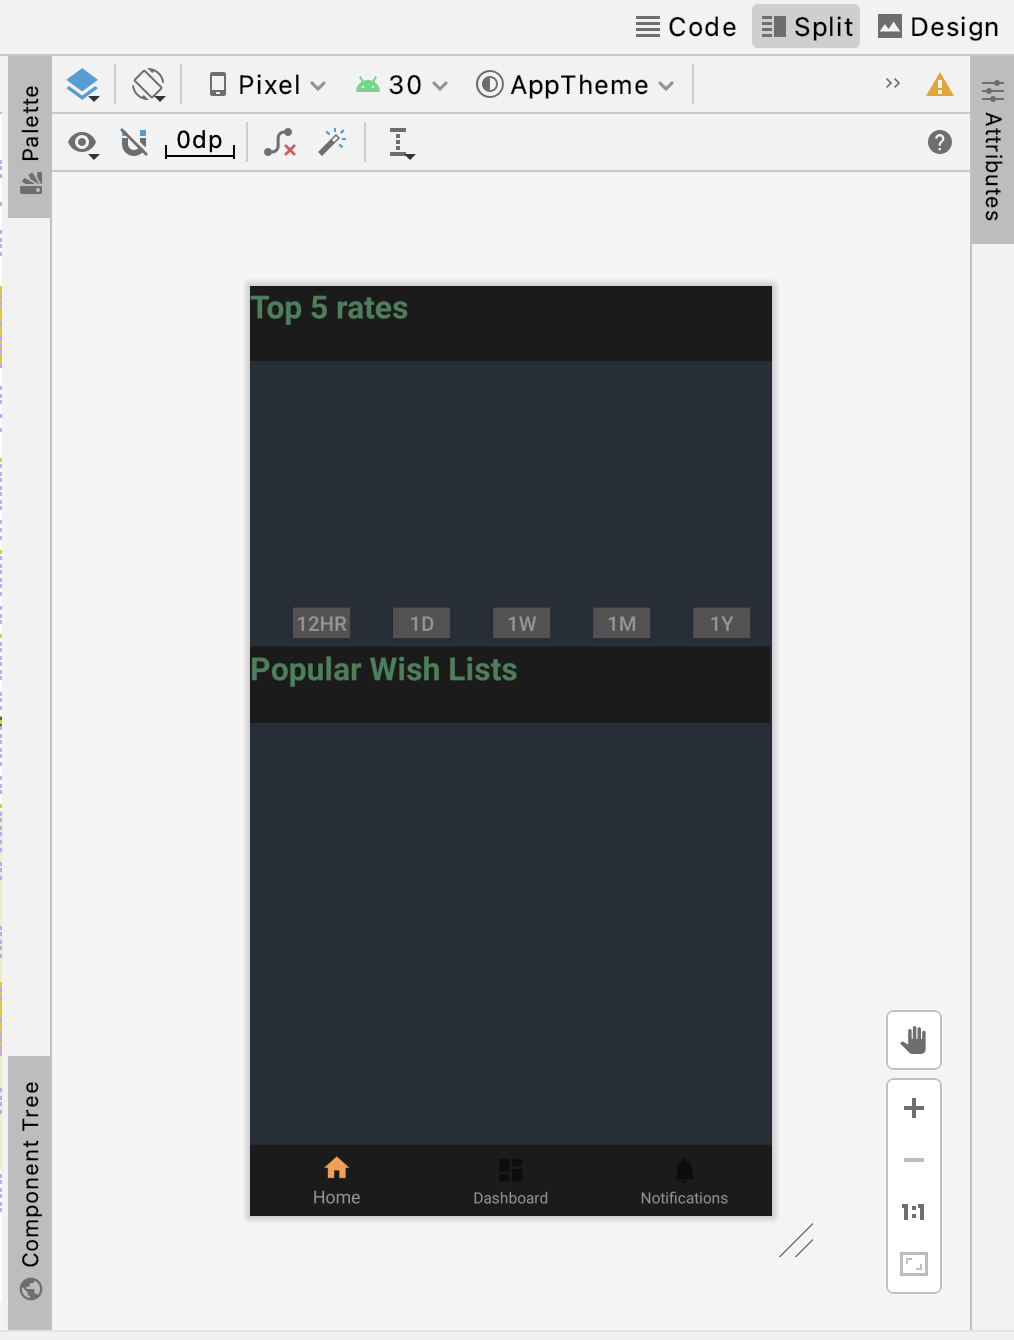 Code Split Design
Palette
Pixel 30 AppTheme
0dp
Attributes
Top 5 rates
12HR 1D 1W 1M 1Y
Popular Wish Lists
Home Dashboard Notifications
Component Tree
1:1